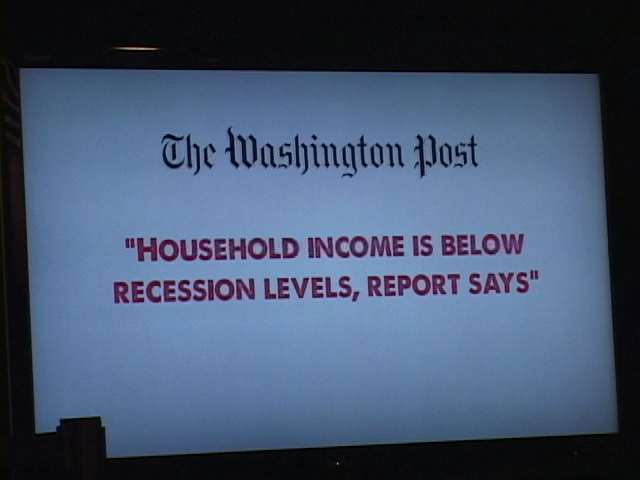 The Washington Post
"HOUSEHOLD INCOME IS BELOW
RECESSION LEVELS, REPORT SAYS"